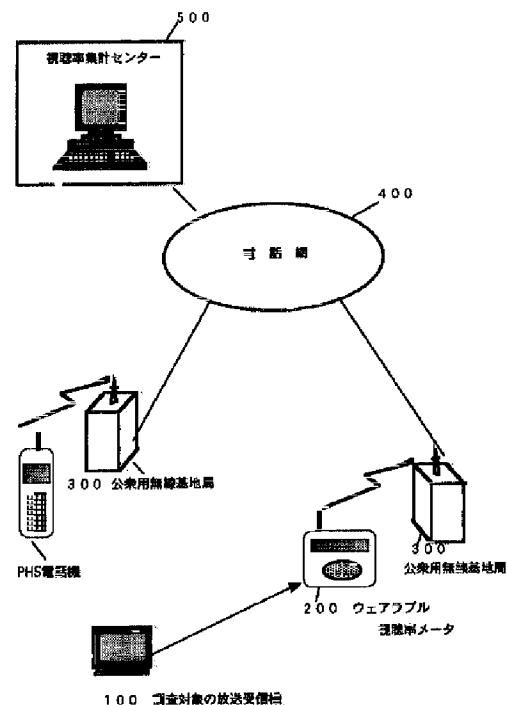 500
視聴率集計センター
400
電話網
300 公衆用無線基地局
PHS電話機
300
公衆用無線基地局
200 ウェアラブル
視聴率メータ
100 調査対象の放送受信機